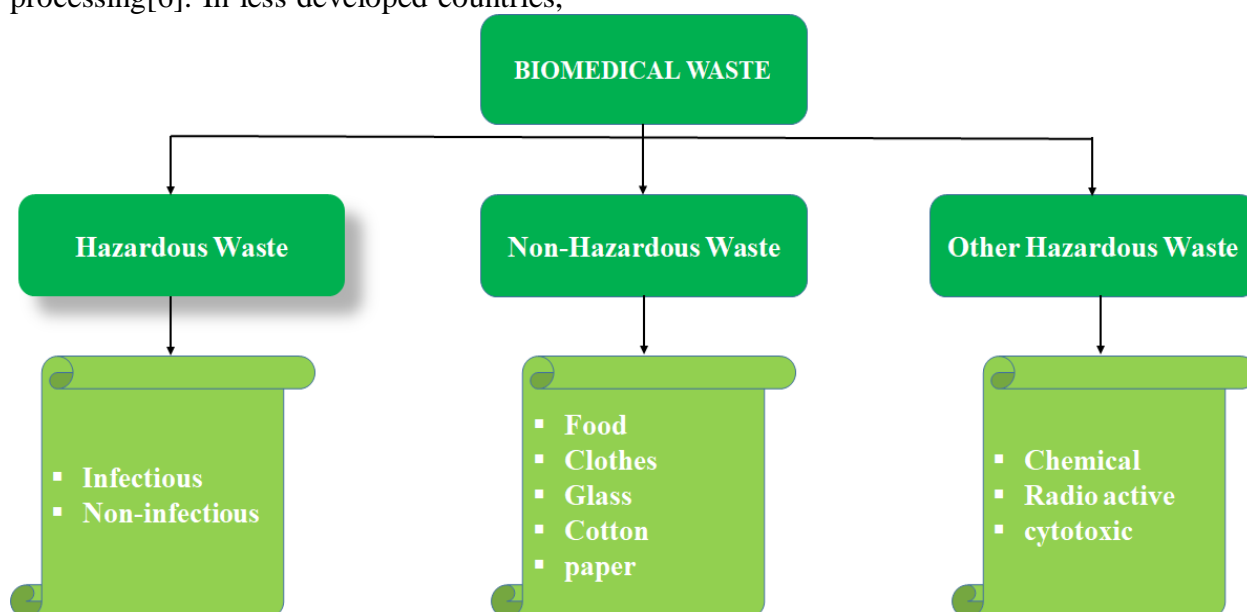 processing[6]. In less developed countries,
BIOMEDICAL WASTE
Hazardous Waste
Non-Hazardous Waste
Other Hazardous Waste
▪ Infectious
▪ Non-infectious
▪ Food
▪ Clothes
▪ Glass
▪ Cotton
▪ paper
▪ Chemical
▪ Radio active
▪ cytotoxic